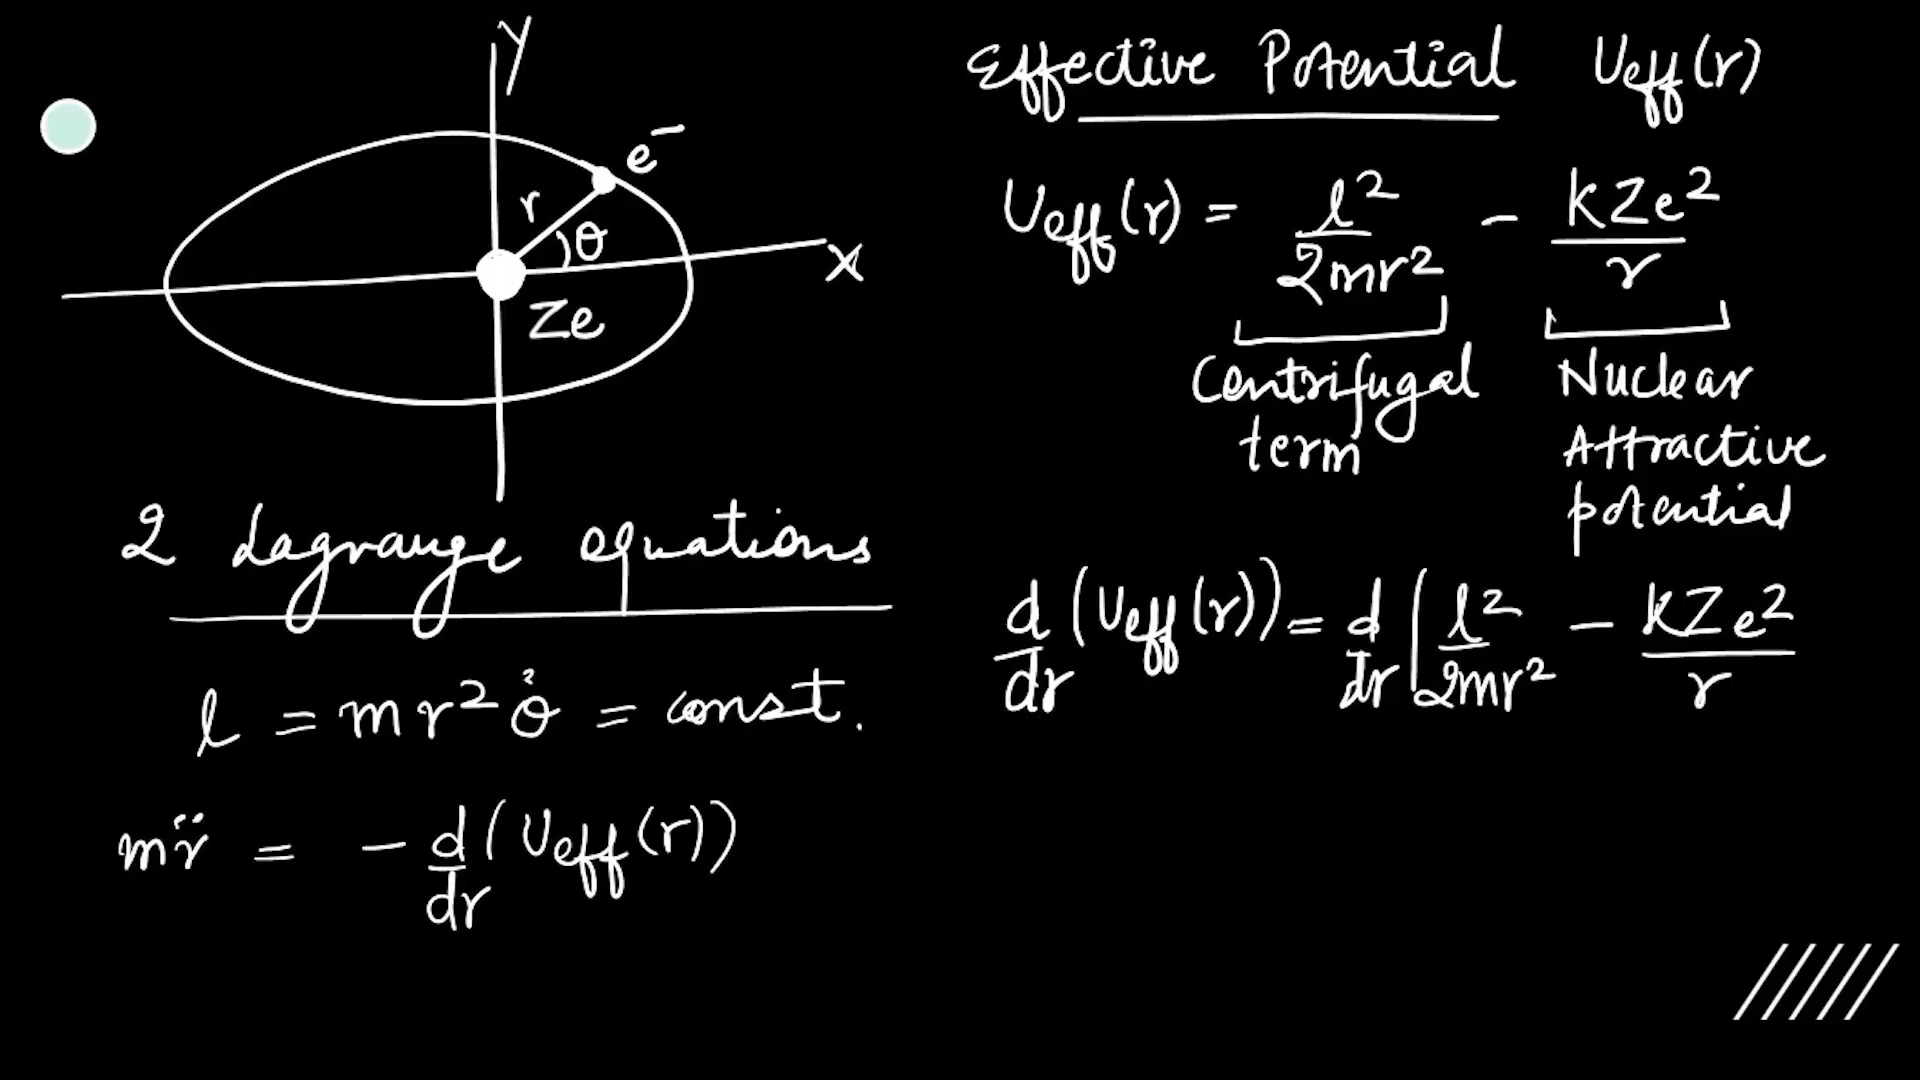 y
e⁻
r
θ
x
Ze
2 Lagrange equations
l = mr²θ̇ = const.
mr̈ = - d/dr (Ueff(r))
Effective Potential Ueff(r)
Ueff(r) = l²/2mr² - kZe²/r
Centrifugal term
Nuclear Attractive potential
d/dr (Ueff(r)) = d/dr (l²/2mr² - kZe²/r